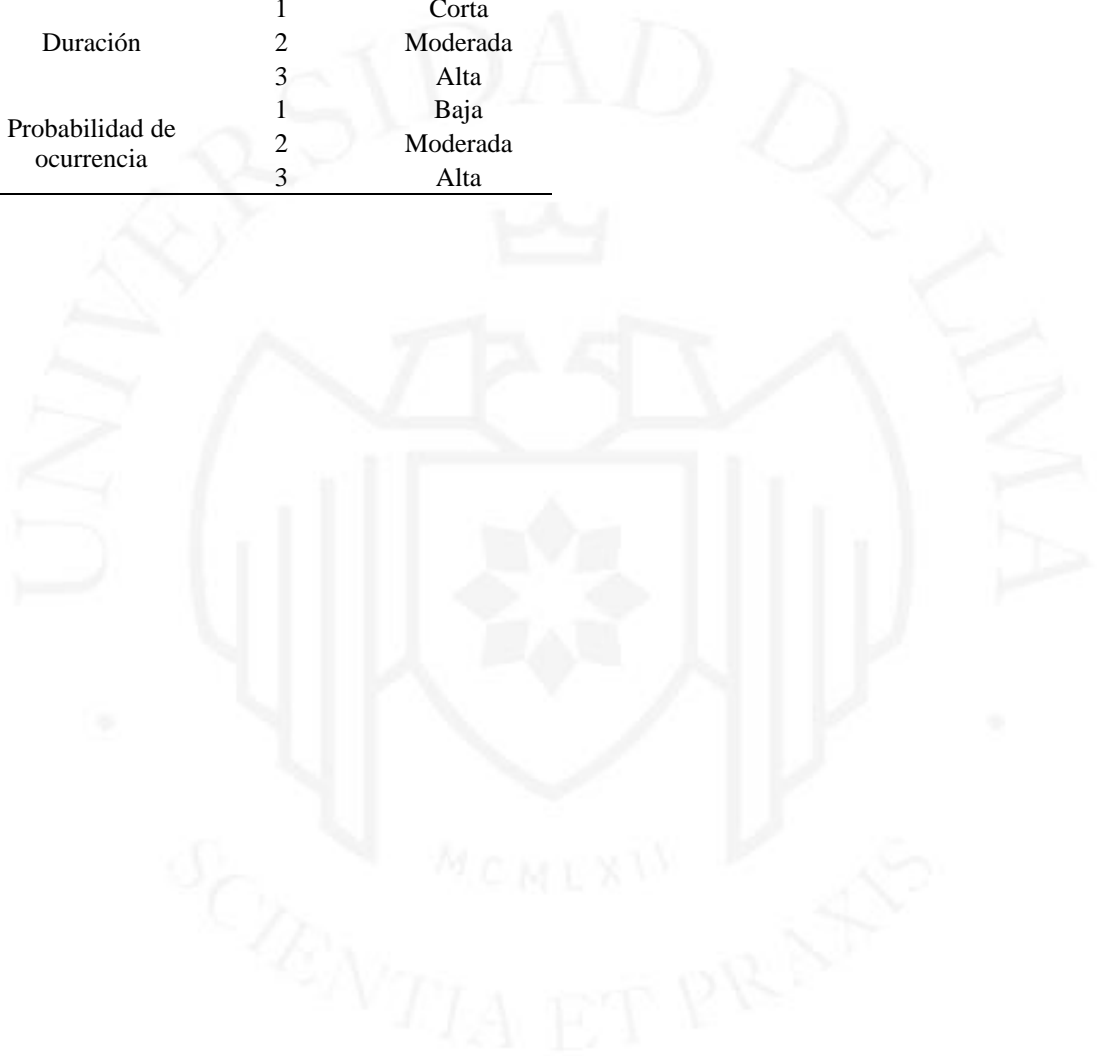 1 Corta
Duración 2 Moderada
3 Alta
1 Baja
Probabilidad de
ocurrencia
2 Moderada
3 Alta
UNIVERSIDAD DE LIMA
MCMLXII
SCIENTIA ET PRAXIS